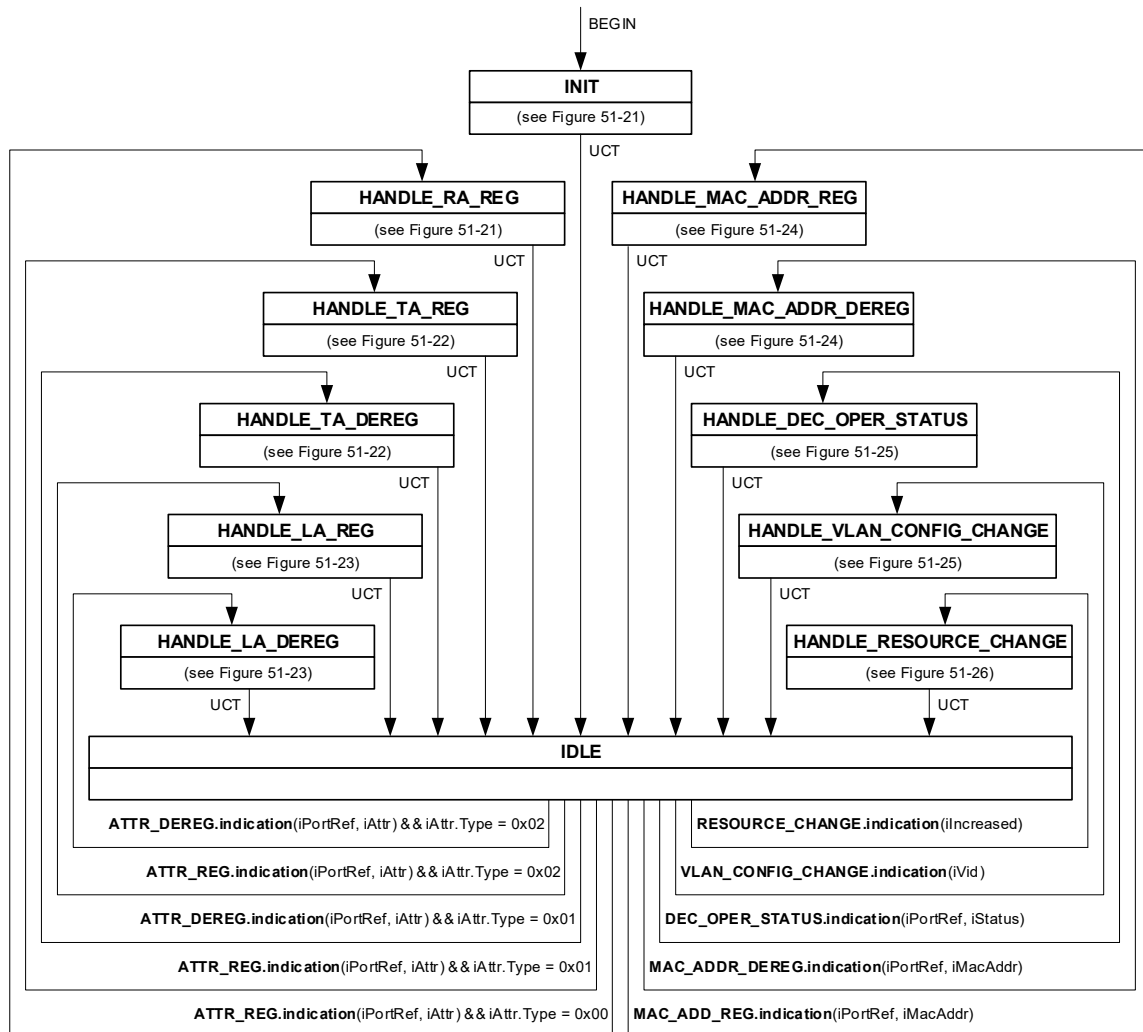 BEGIN
INIT
(see Figure 51-21)
UCT
HANDLE_RA_REG
(see Figure 51-21)
UCT
HANDLE_MAC_ADDR_REG
(see Figure 51-24)
UCT
HANDLE_TA_REG
(see Figure 51-22)
UCT
HANDLE_MAC_ADDR_DEREG
(see Figure 51-24)
UCT
HANDLE_TA_DEREG
(see Figure 51-22)
UCT
HANDLE_DEC_OPER_STATUS
(see Figure 51-25)
UCT
HANDLE_LA_REG
(see Figure 51-23)
UCT
HANDLE_VLAN_CONFIG_CHANGE
(see Figure 51-25)
UCT
HANDLE_LA_DEREG
(see Figure 51-23)
UCT
HANDLE_RESOURCE_CHANGE
(see Figure 51-26)
UCT
IDLE
ATTR_DEREG.indication(iPortRef, iAttr) && iAttr.Type = 0x02
RESOURCE_CHANGE.indication(iIncreased)
ATTR_REG.indication(iPortRef, iAttr) && iAttr.Type = 0x02
VLAN_CONFIG_CHANGE.indication(iVid)
ATTR_DEREG.indication(iPortRef, iAttr) && iAttr.Type = 0x01
DEC_OPER_STATUS.indication(iPortRef, iStatus)
ATTR_REG.indication(iPortRef, iAttr) && iAttr.Type = 0x01
MAC_ADDR_DEREG.indication(iPortRef, iMacAddr)
ATTR_REG.indication(iPortRef, iAttr) && iAttr.Type = 0x00
MAC_ADD_REG.indication(iPortRef, iMacAddr)